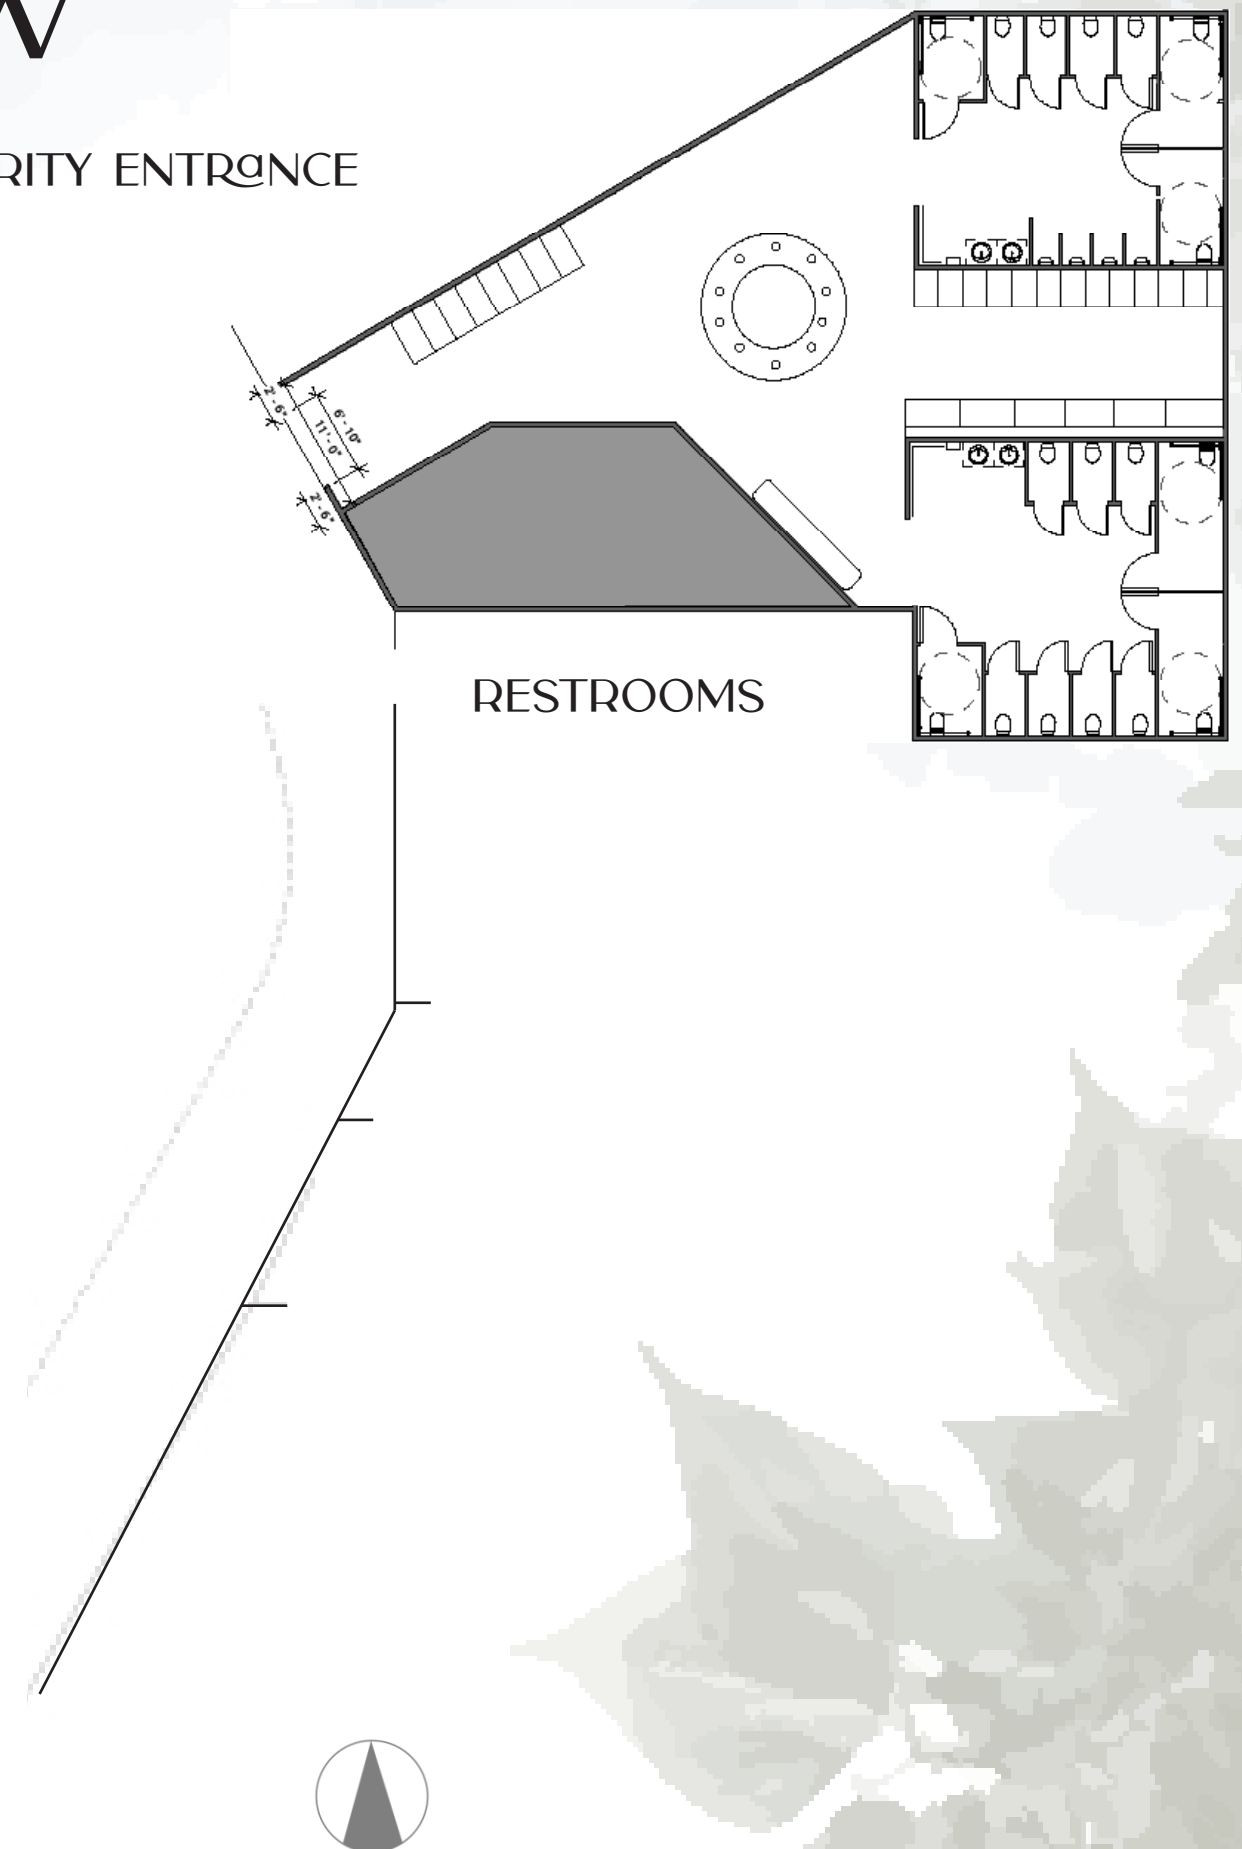 W
RITY ENTRaNCE
2' - 6"
6' - 10"
11' - 0"
2' - 6"
RESTROOMS